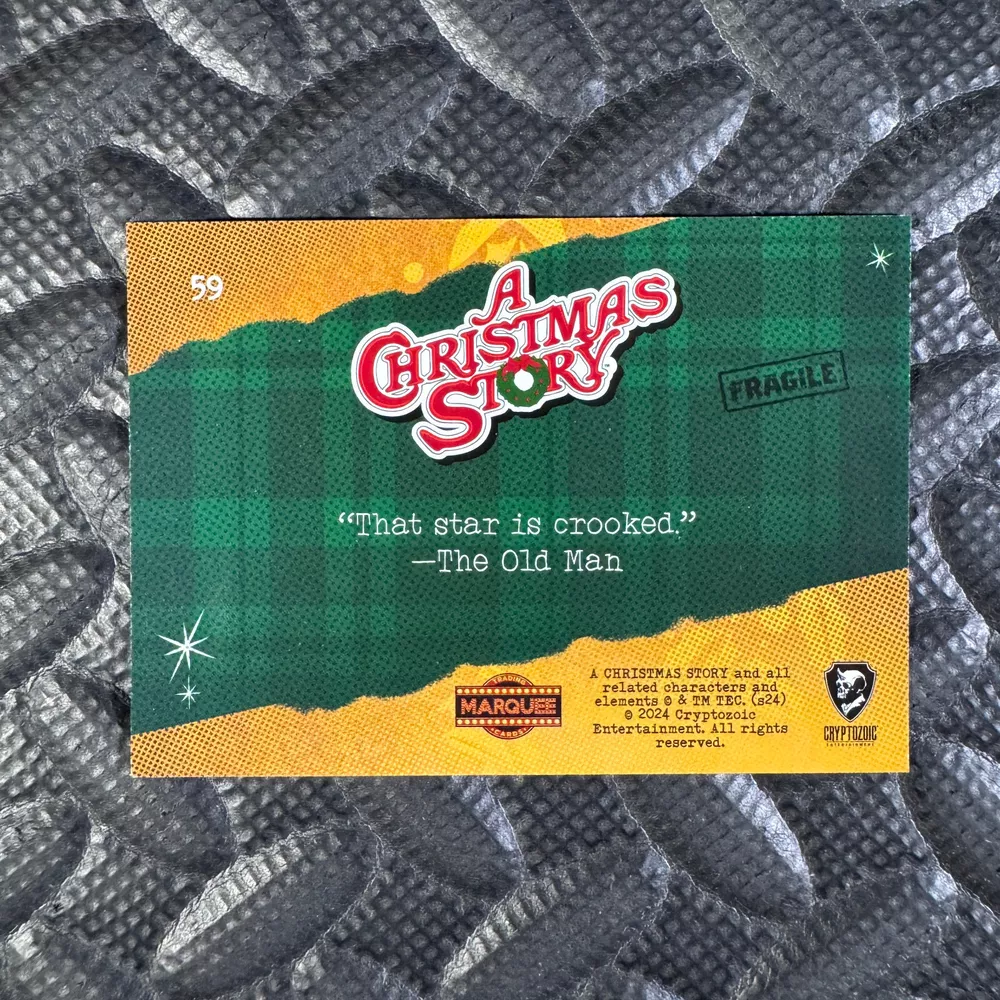 59
A
CHRISTMAS
STORY
FRAGILE
“That star is crooked.”
—The Old Man
TRADING
MARQUEE
CARDS
A CHRISTMAS STORY and all
related characters and
elements © & TM TEC. (s24)
© 2024 Cryptozoic
Entertainment. All rights
reserved.
CRYPTOZOIC
ENTERTAINMENT